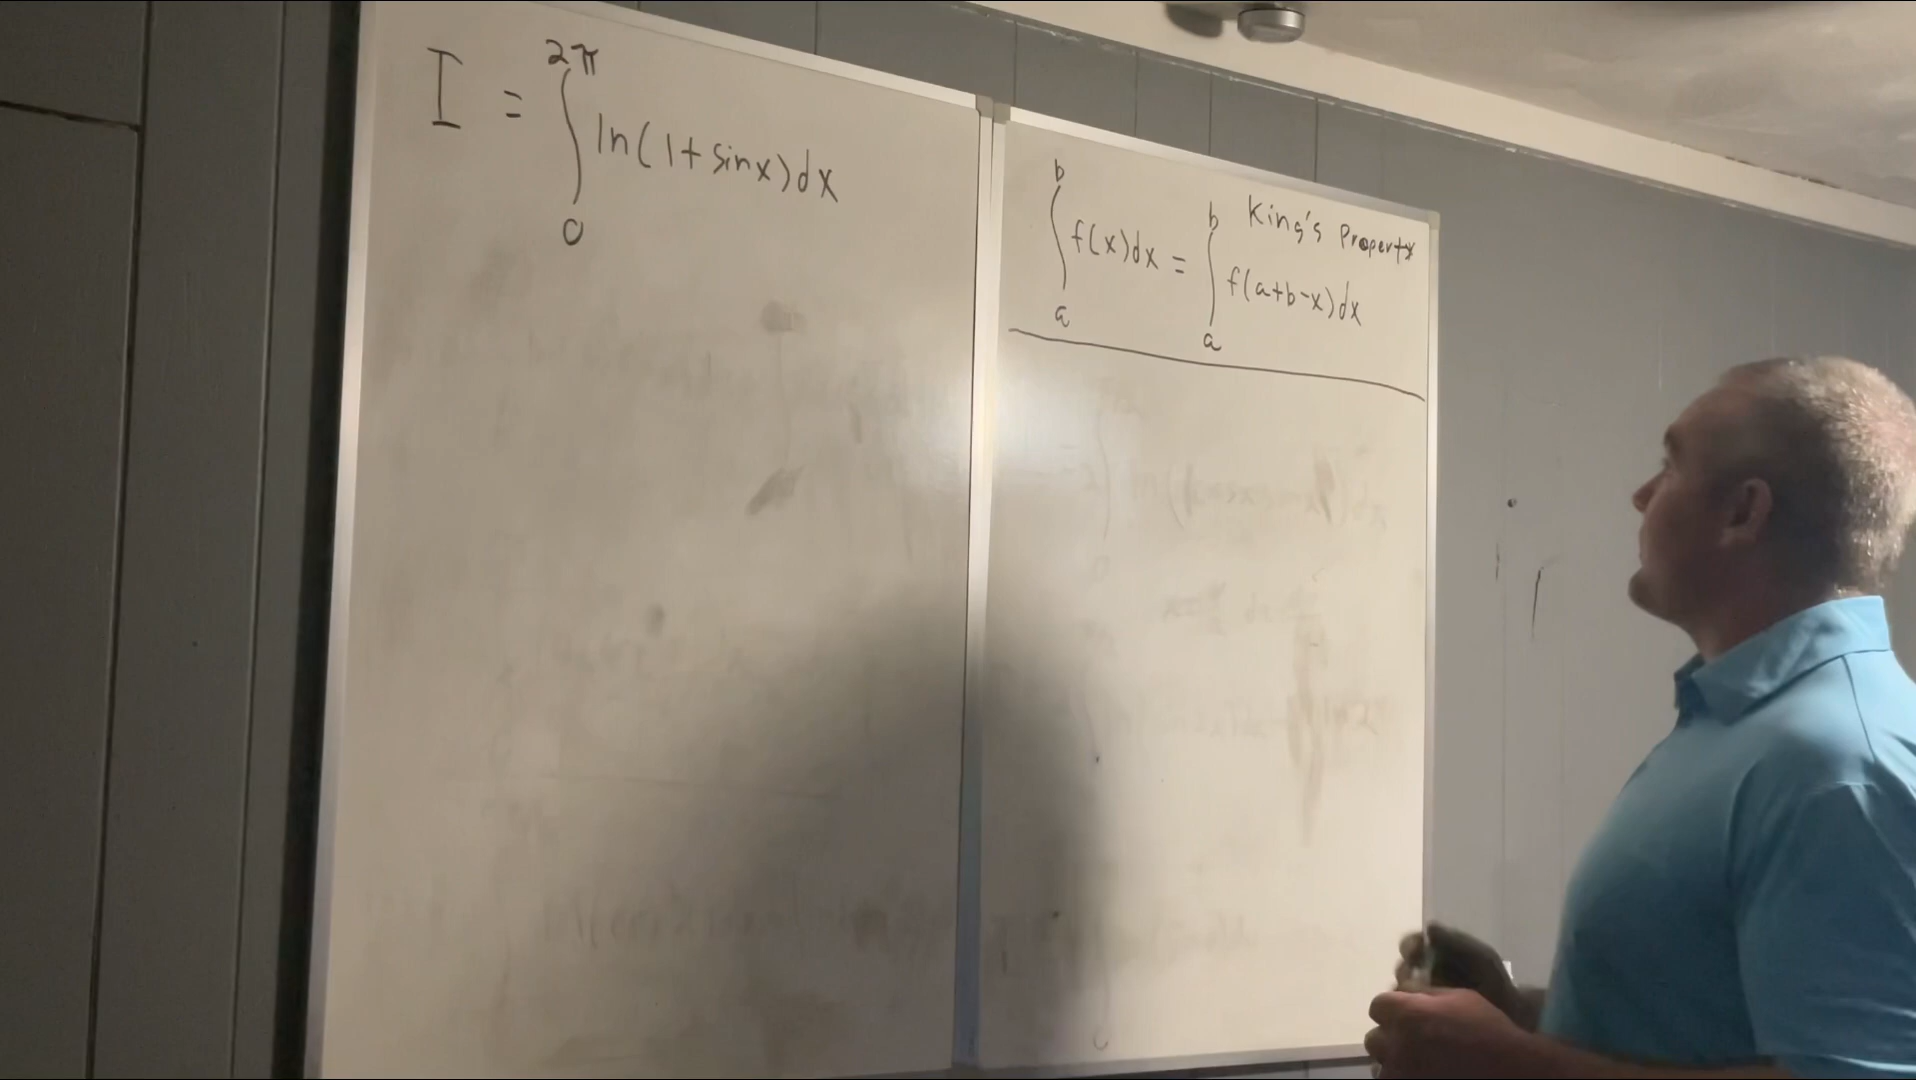 I = ∫₀^2π ln(1+sinx)dx
King's Property
∫ₐᵇ f(x)dx = ∫ₐᵇ f(a+b-x)dx